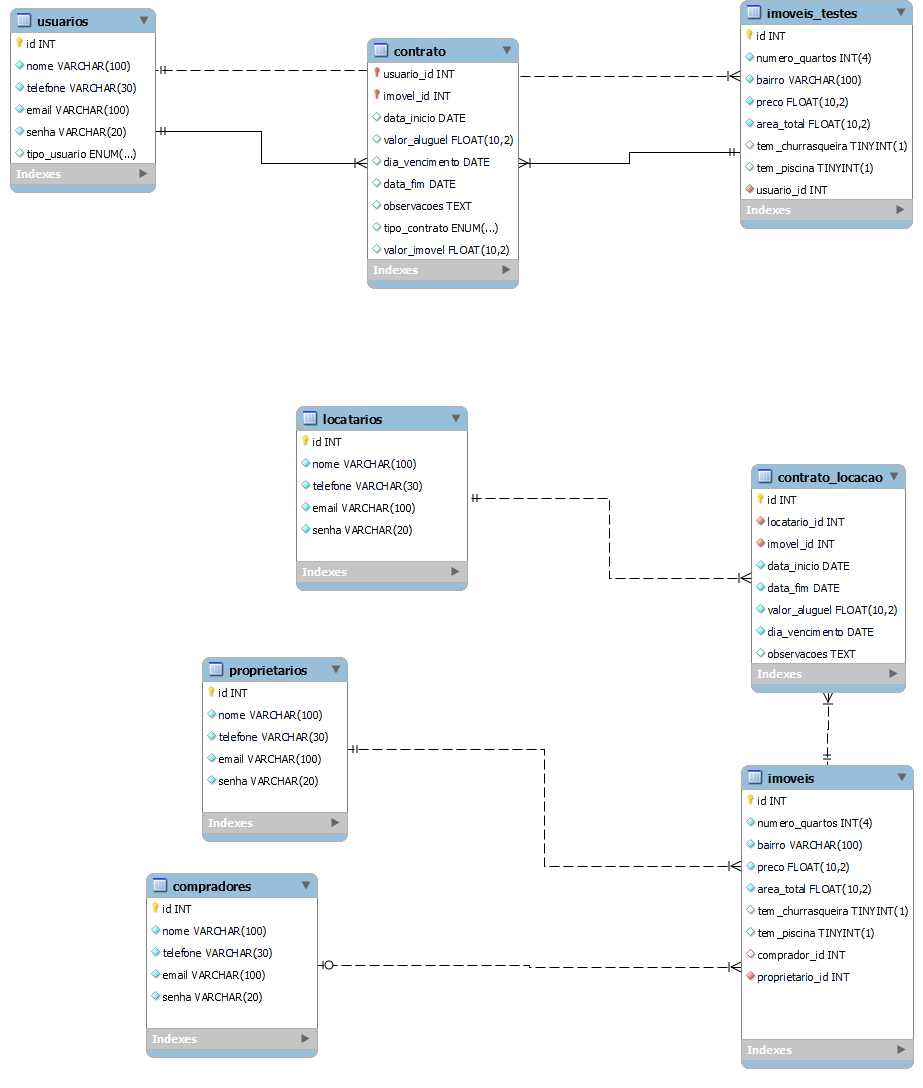 usuarios
id INT
nome VARCHAR(100)
telefone VARCHAR(30)
email VARCHAR(100)
senha VARCHAR(20)
tipo_usuario ENUM(...)
Indexes
contrato
usuario_id INT
imovel_id INT
data_inicio DATE
valor_aluguel FLOAT(10,2)
dia_vencimento DATE
data_fim DATE
observacoes TEXT
tipo_contrato ENUM(...)
valor_imovel FLOAT(10,2)
Indexes
imoveis_testes
id INT
numero_quartos INT(4)
bairro VARCHAR(100)
preco FLOAT(10,2)
area_total FLOAT(10,2)
tem_churrasqueira TINYINT(1)
tem_piscina TINYINT(1)
usuario_id INT
Indexes
locatarios
id INT
nome VARCHAR(100)
telefone VARCHAR(30)
email VARCHAR(100)
senha VARCHAR(20)
Indexes
contrato_locacao
id INT
locatario_id INT
imovel_id INT
data_inicio DATE
data_fim DATE
valor_aluguel FLOAT(10,2)
dia_vencimento DATE
observacoes TEXT
Indexes
proprietarios
id INT
nome VARCHAR(100)
telefone VARCHAR(30)
email VARCHAR(100)
senha VARCHAR(20)
Indexes
imoveis
id INT
numero_quartos INT(4)
bairro VARCHAR(100)
preco FLOAT(10,2)
area_total FLOAT(10,2)
tem_churrasqueira TINYINT(1)
tem_piscina TINYINT(1)
comprador_id INT
proprietario_id INT
Indexes
compradores
id INT
nome VARCHAR(100)
telefone VARCHAR(30)
email VARCHAR(100)
senha VARCHAR(20)
Indexes